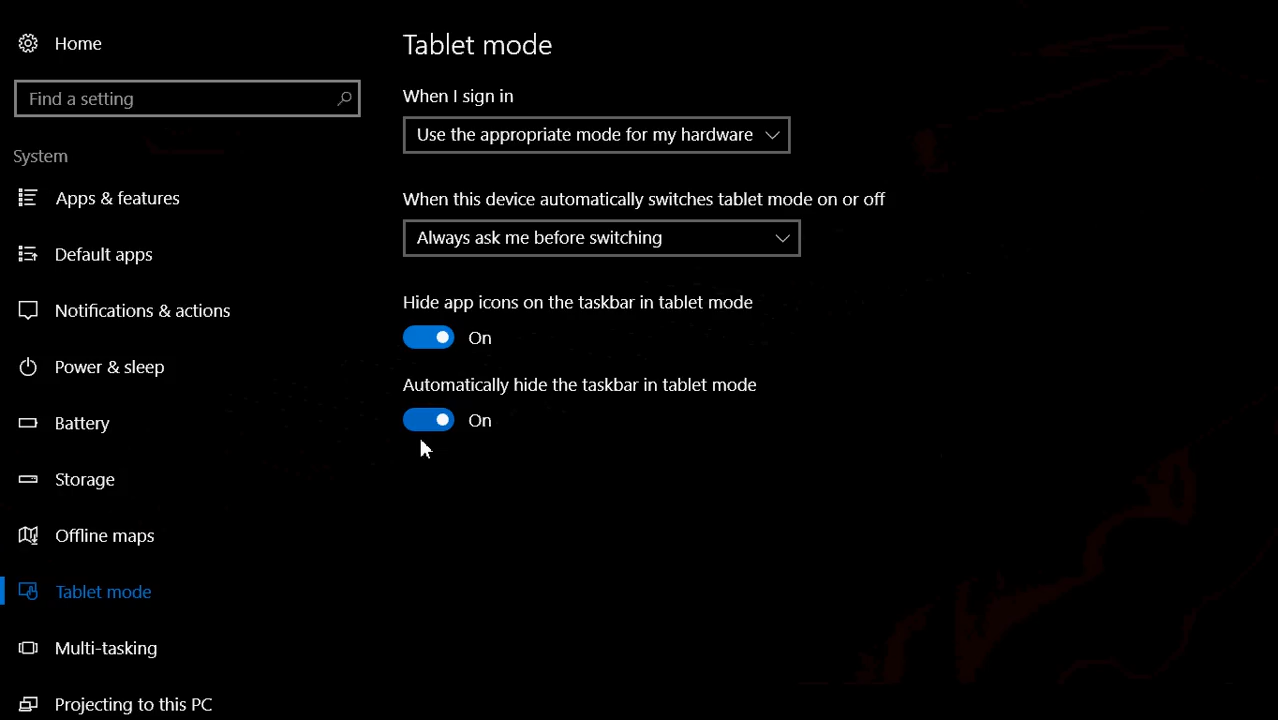 Home
Find a setting
System
Apps & features
Default apps
Notifications & actions
Power & sleep
Battery
Storage
Offline maps
Tablet mode
Multi-tasking
Projecting to this PC
Tablet mode
When I sign in
Use the appropriate mode for my hardware
When this device automatically switches tablet mode on or off
Always ask me before switching
Hide app icons on the taskbar in tablet mode
On
Automatically hide the taskbar in tablet mode
On